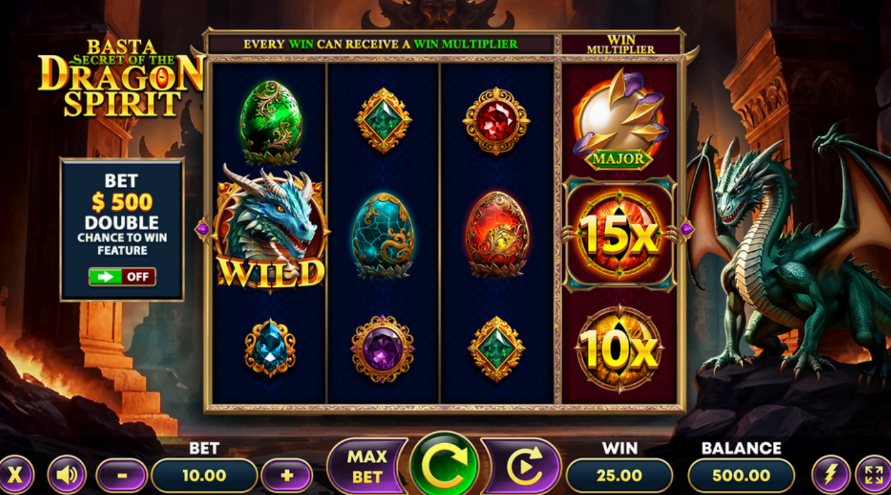 BASTA
SECRET OF THE
DRAGON
SPIRIT
EVERY WIN CAN RECEIVE A WIN MULTIPLIER
WIN
MULTIPLIER
BET
$ 500
DOUBLE
CHANCE TO WIN
FEATURE
OFF
WILD
MAJOR
15X
10X
X
BET
-
10.00
+
MAX
BET
WIN
25.00
BALANCE
500.00